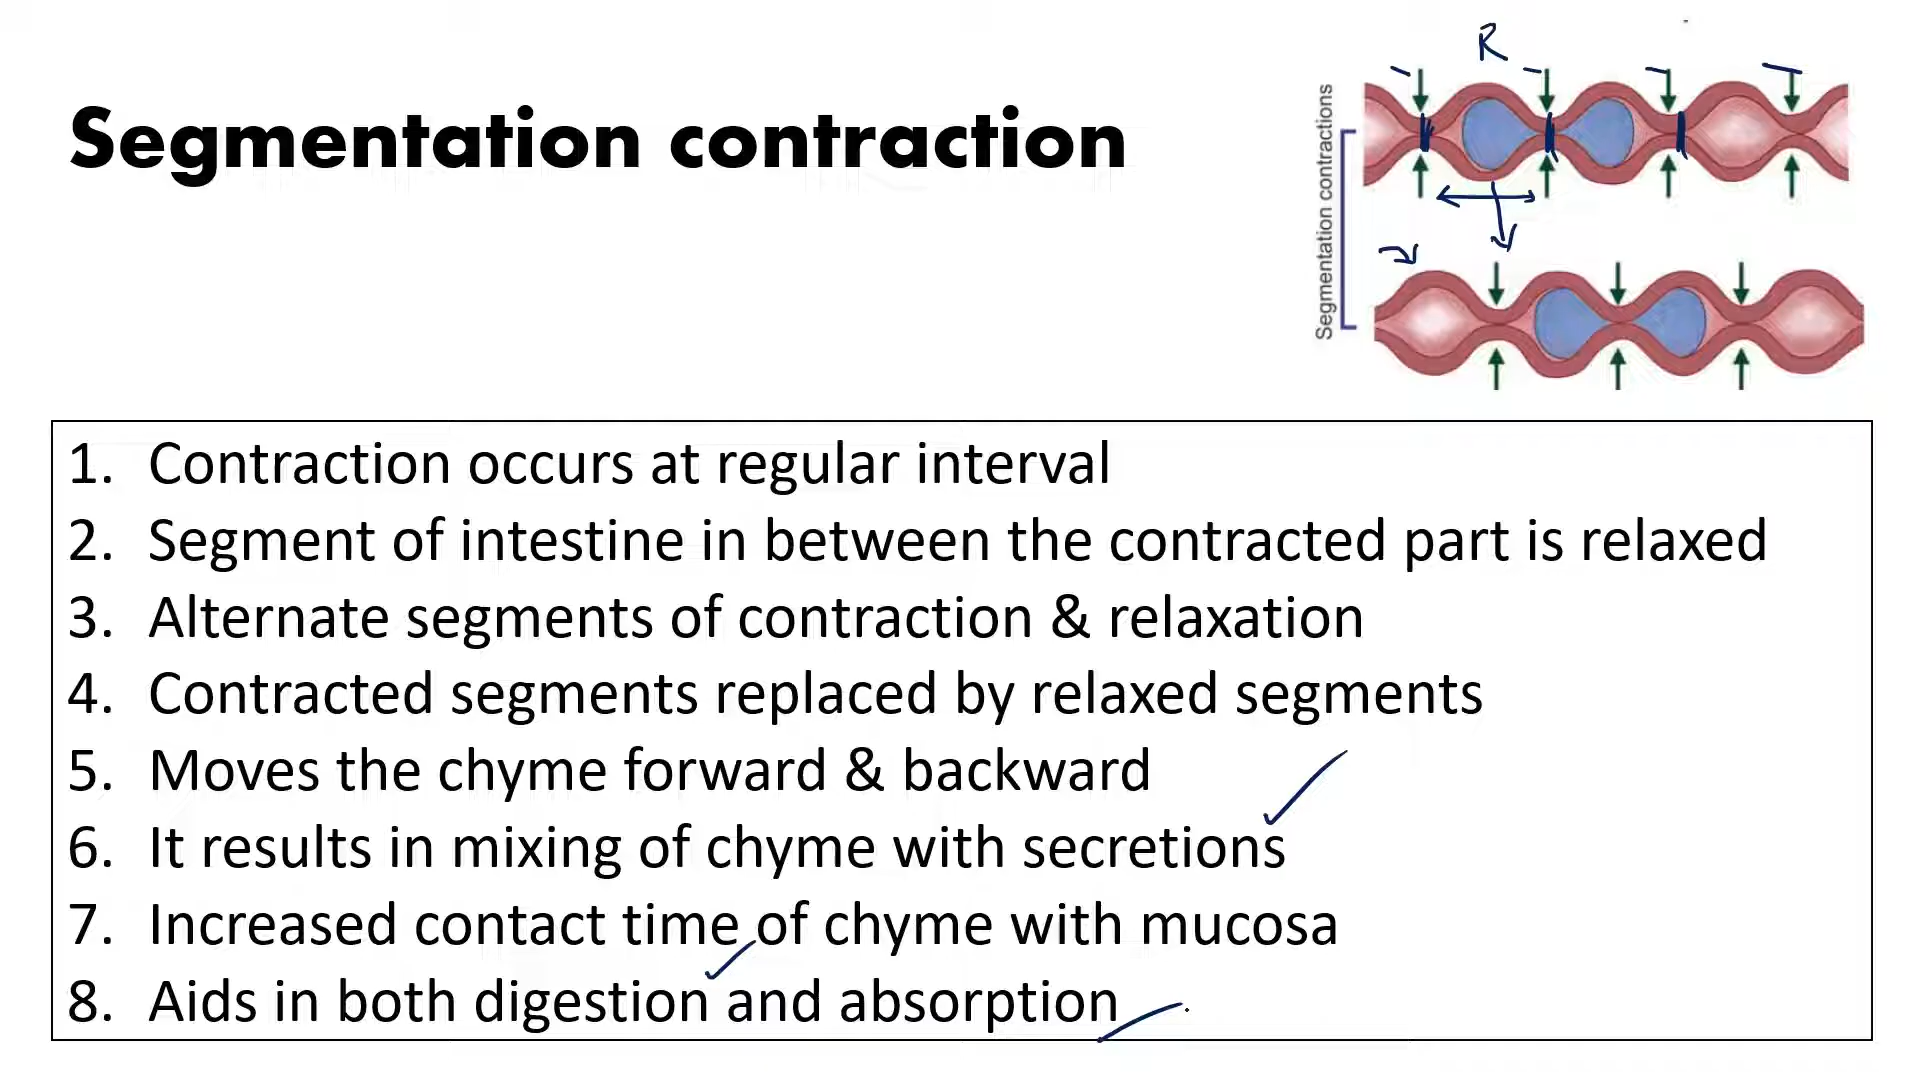 Segmentation contraction
R
Segmentation contractions
1. Contraction occurs at regular interval
2. Segment of intestine in between the contracted part is relaxed
3. Alternate segments of contraction & relaxation
4. Contracted segments replaced by relaxed segments
5. Moves the chyme forward & backward
6. It results in mixing of chyme with secretions
7. Increased contact time of chyme with mucosa
8. Aids in both digestion and absorption